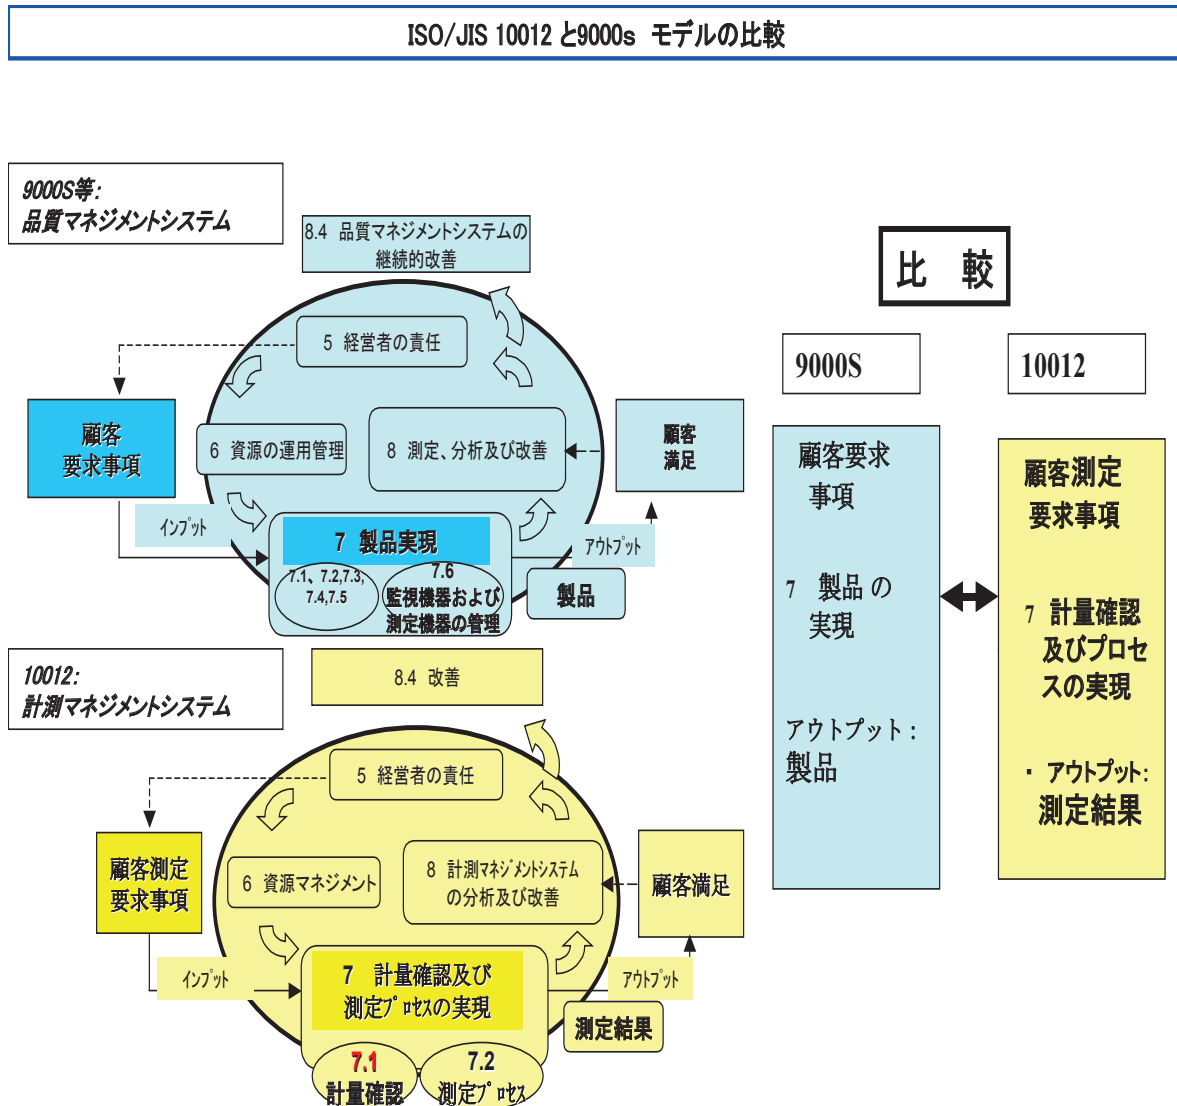 ISO/JIS 10012 と9000s モデルの比較
9000S等:
品質マネジメントシステム
8.4 品質マネジメントシステムの
継続的改善
5 経営者の責任
顧客
要求事項
6 資源の運用管理
8 測定、分析及び改善
顧客
満足
インプット
7 製品実現
アウトプット
7.1、7.2,7.3,
7.4,7.5
7.6
監視機器および
測定機器の管理
製品
10012:
計測マネジメントシステム
8.4 改善
5 経営者の責任
顧客測定
要求事項
6 資源マネジメント
8 計測マネジメントシステム
の分析及び改善
顧客満足
インプット
7 計量確認及び
測定プロセスの実現
アウトプット
測定結果
7.1
計量確認
7.2
測定プロセス
比 較
9000S
10012
顧客要求
事項
7 製品 の
実現
アウトプット:
製品
顧客測定
要求事項
7 計量確認
及びプロセ
スの実現
・ アウトプット:
測定結果